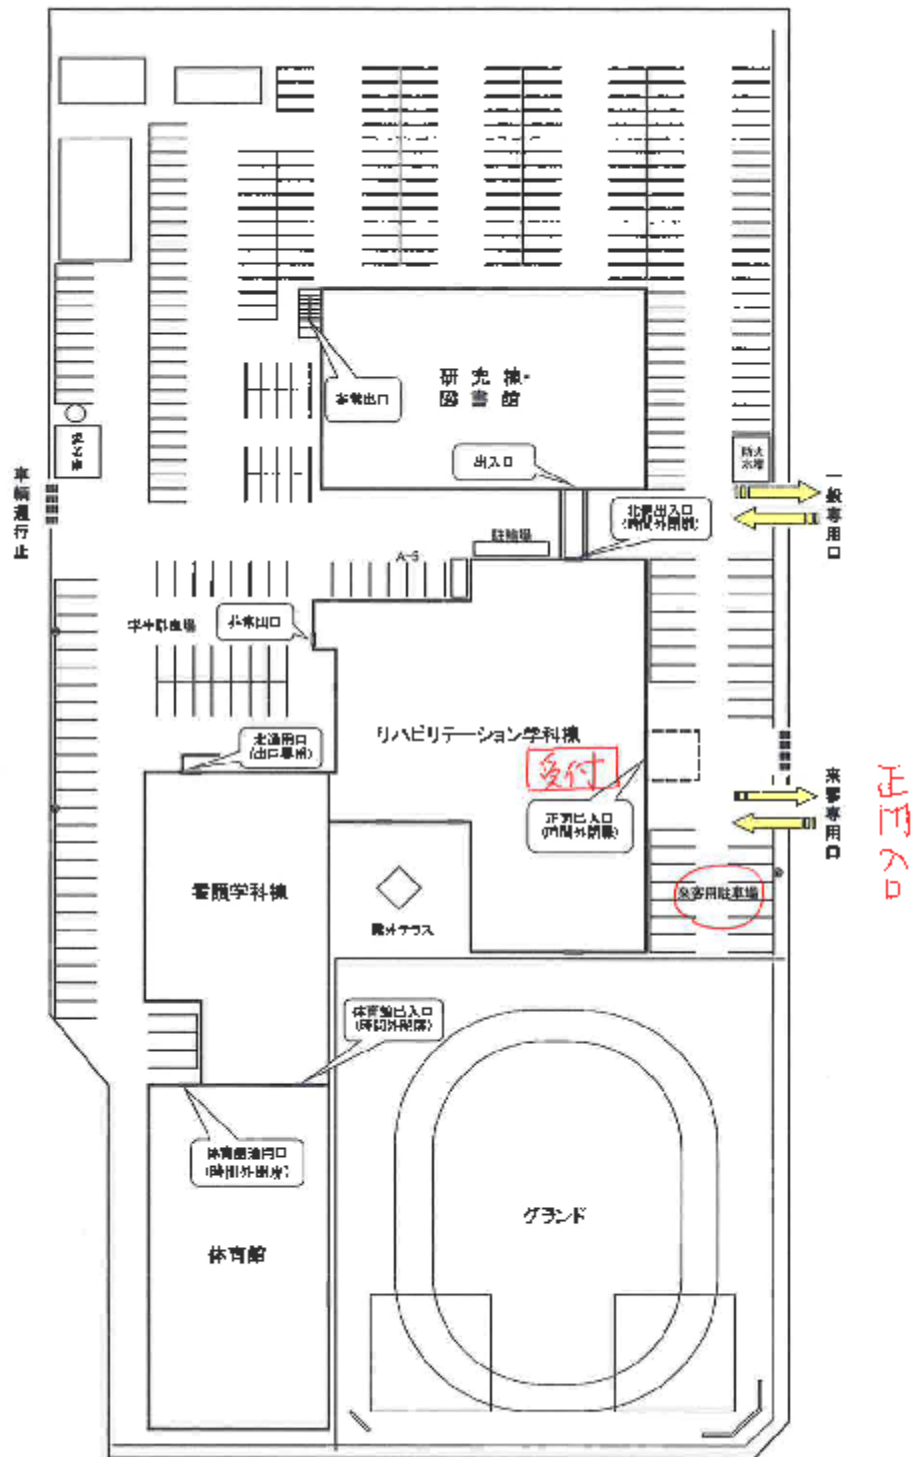 研究棟・
図書館
非常出口
出入口
防火
水槽
北側出入口
(時間外閉鎖)
一般専用口
車輌通行止
駐輪場
A-5
学生駐車場
非常出口
リハビリテーション学科棟
受付
北通用口
(出口専用)
正面出入口
(時間外閉鎖)
来客専用口
正門入口
看護学科棟
屋外テラス
来客用駐車場
体育館出入口
(時間外閉鎖)
体育館通用口
(時間外閉鎖)
グランド
体育館